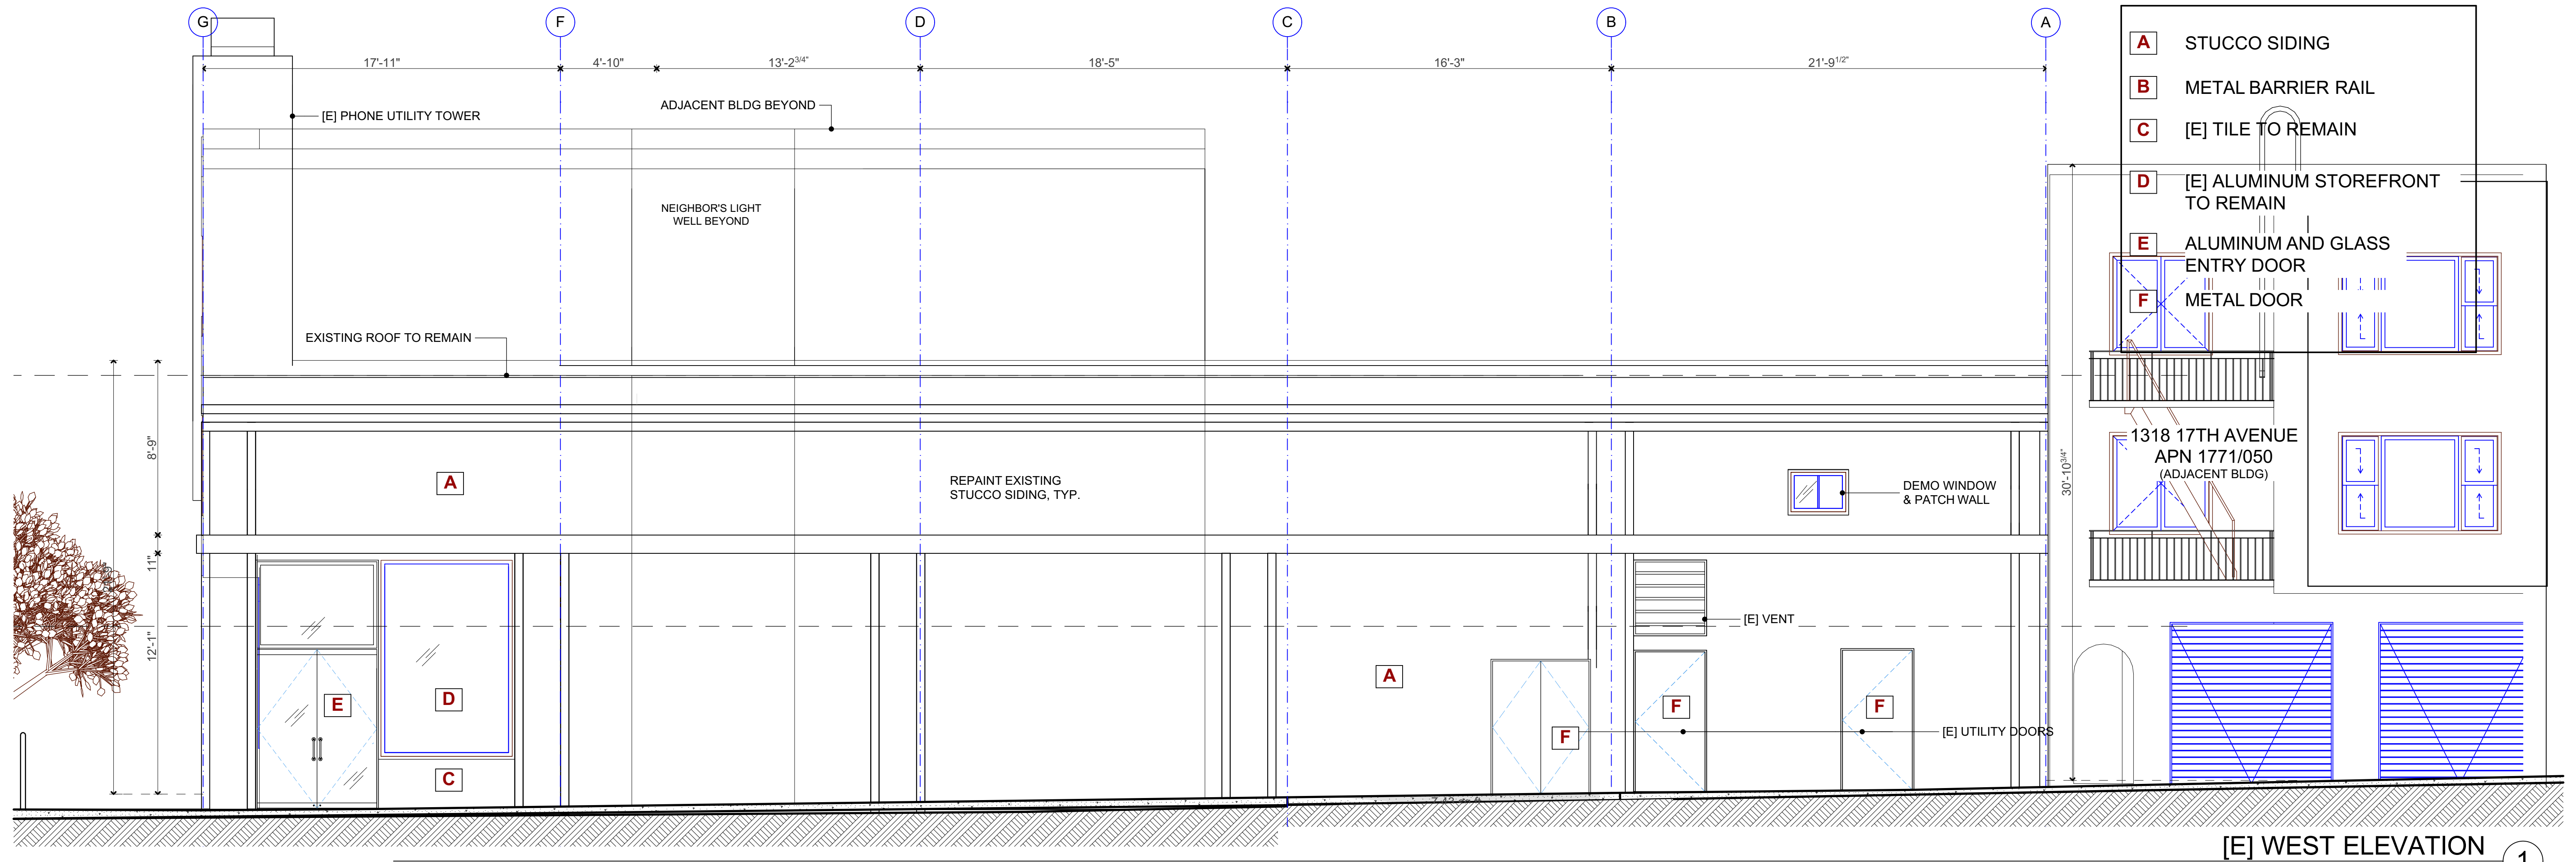 G
F
D
C
B
A
17'-11"
4'-10"
13'-2 3/4"
18'-5"
16'-3"
21'-9 1/2"
A STUCCO SIDING
B METAL BARRIER RAIL
C [E] TILE TO REMAIN
D [E] ALUMINUM STOREFRONT
TO REMAIN
E ALUMINUM AND GLASS
ENTRY DOOR
F METAL DOOR
[E] PHONE UTILITY TOWER
ADJACENT BLDG BEYOND
NEIGHBOR'S LIGHT
WELL BEYOND
EXISTING ROOF TO REMAIN
8'-9"
11"
12'-1"
A
REPAINT EXISTING
STUCCO SIDING, TYP.
DEMO WINDOW
& PATCH WALL
30'-10 3/4"
1318 17TH AVENUE
APN 1771/050
(ADJACENT BLDG)
[E] VENT
A
E
D
C
F
F
F
[E] UTILITY DOORS
[E] WEST ELEVATION
1